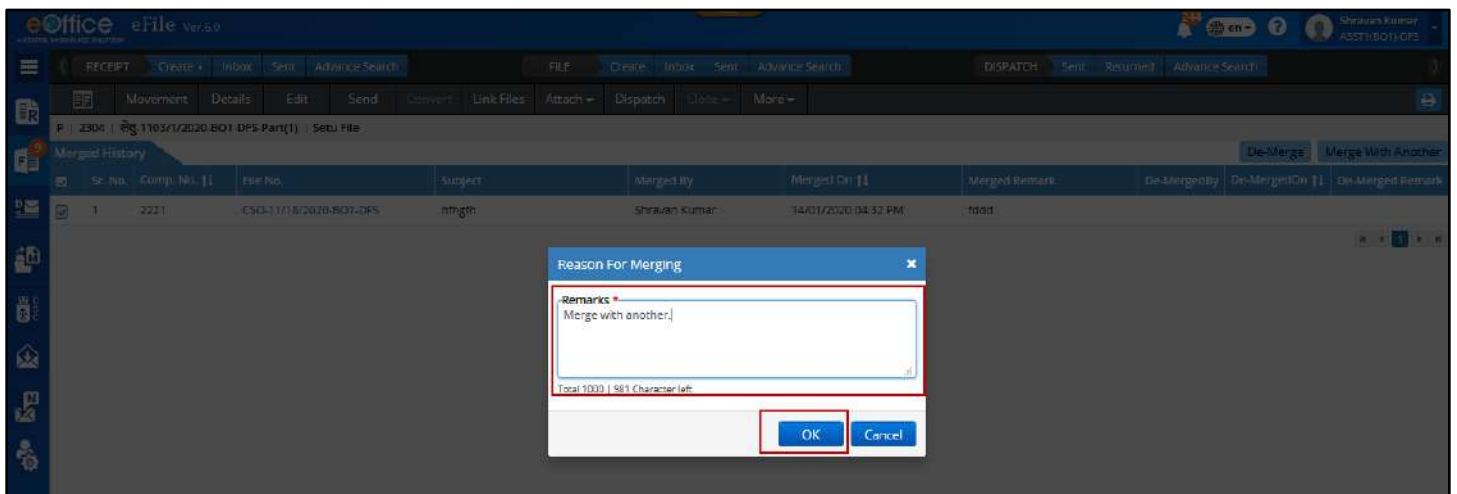 eOffice eFile Ver.6.0
244 en ? Shravan Kumar
ASST1(BO1)-DFS
RECEIPT Create Inbox Sent Advance Search FILE Create Inbox Sent Advance Search DISPATCH Sent Returned Advance Search
Movement Details Edit Send Convert Link Files Attach Dispatch Close More
P | 2304 | सेतु-1103/1/2020-BO1-DFS-Part(1) Setu File
Merged History De-Merge Merge With Another
Sr. No. Comp. No. File No. Subject Merged By Merged On Merged Remark De-MergedBy De-MergedOn De-Merged Remark
1 2221 CSO-11/18/2020-BO1-DFS Shravan Kumar 14/01/2020 04:32 PM fddd
1
Reason For Merging
Remarks *
Merge with another.
Total 1000 | 981 Character left
OK Cancel